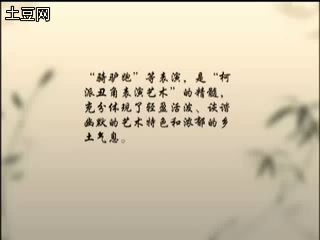 土豆网
“骑驴跑”等表演，是“柯
派丑角表演艺术”的精髓，
充分体现了轻盈活波、诙谐
幽默的艺术特色和浓郁的乡
土气息。